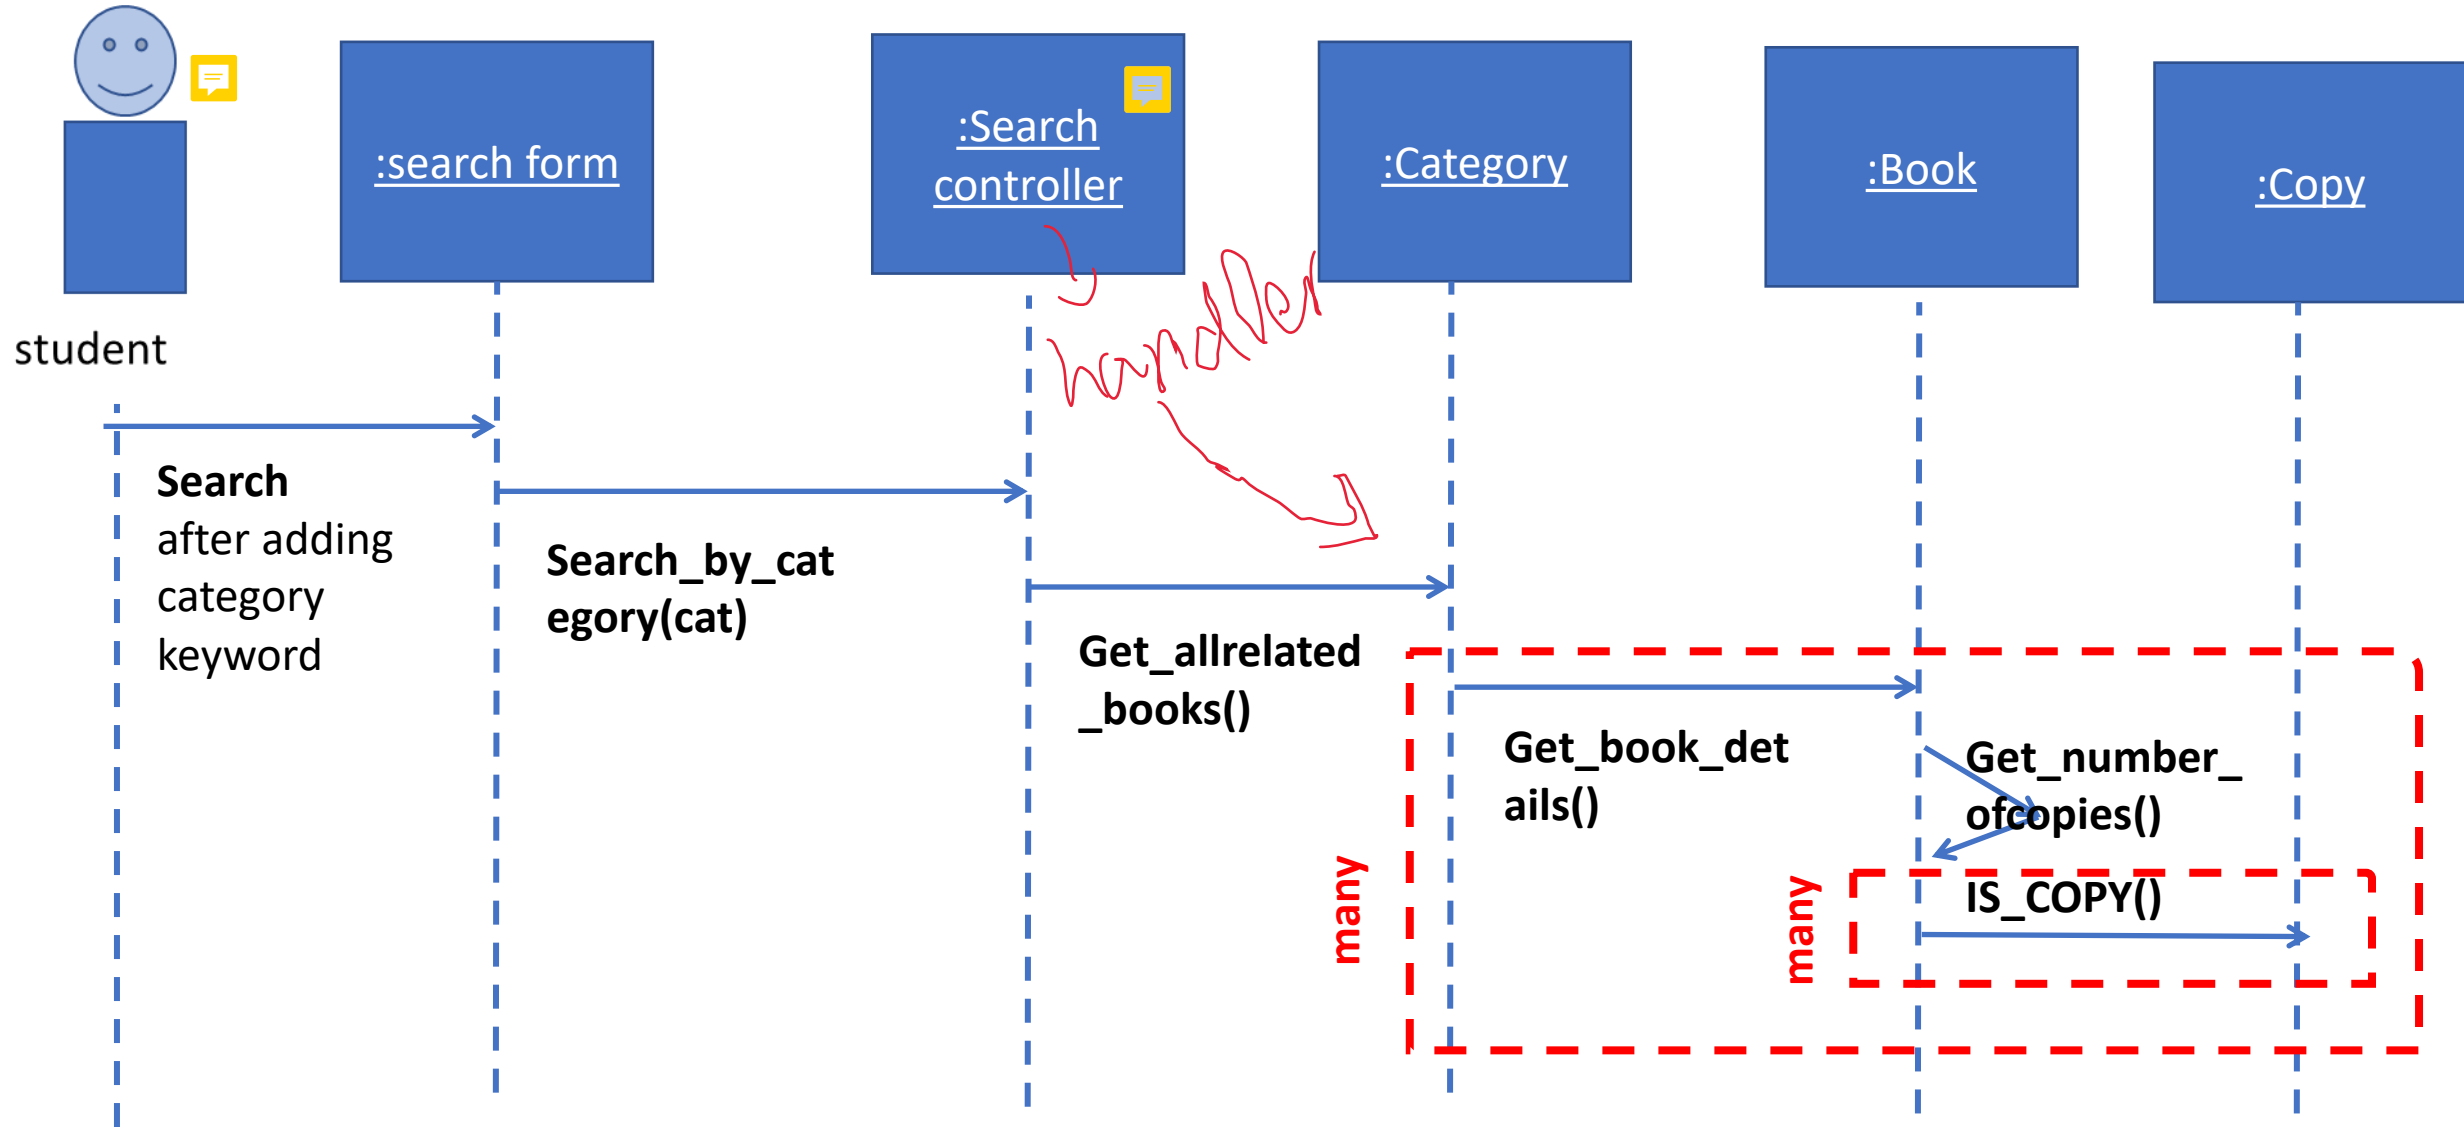 :search form
:Search
controller
:Category
:Book
:Copy
student
handler
Search
after adding
category
keyword
Search_by_cat
egory(cat)
Get_allrelated
_books()
Get_book_det
ails()
Get_number_
ofcopies()
many
many
IS_COPY()